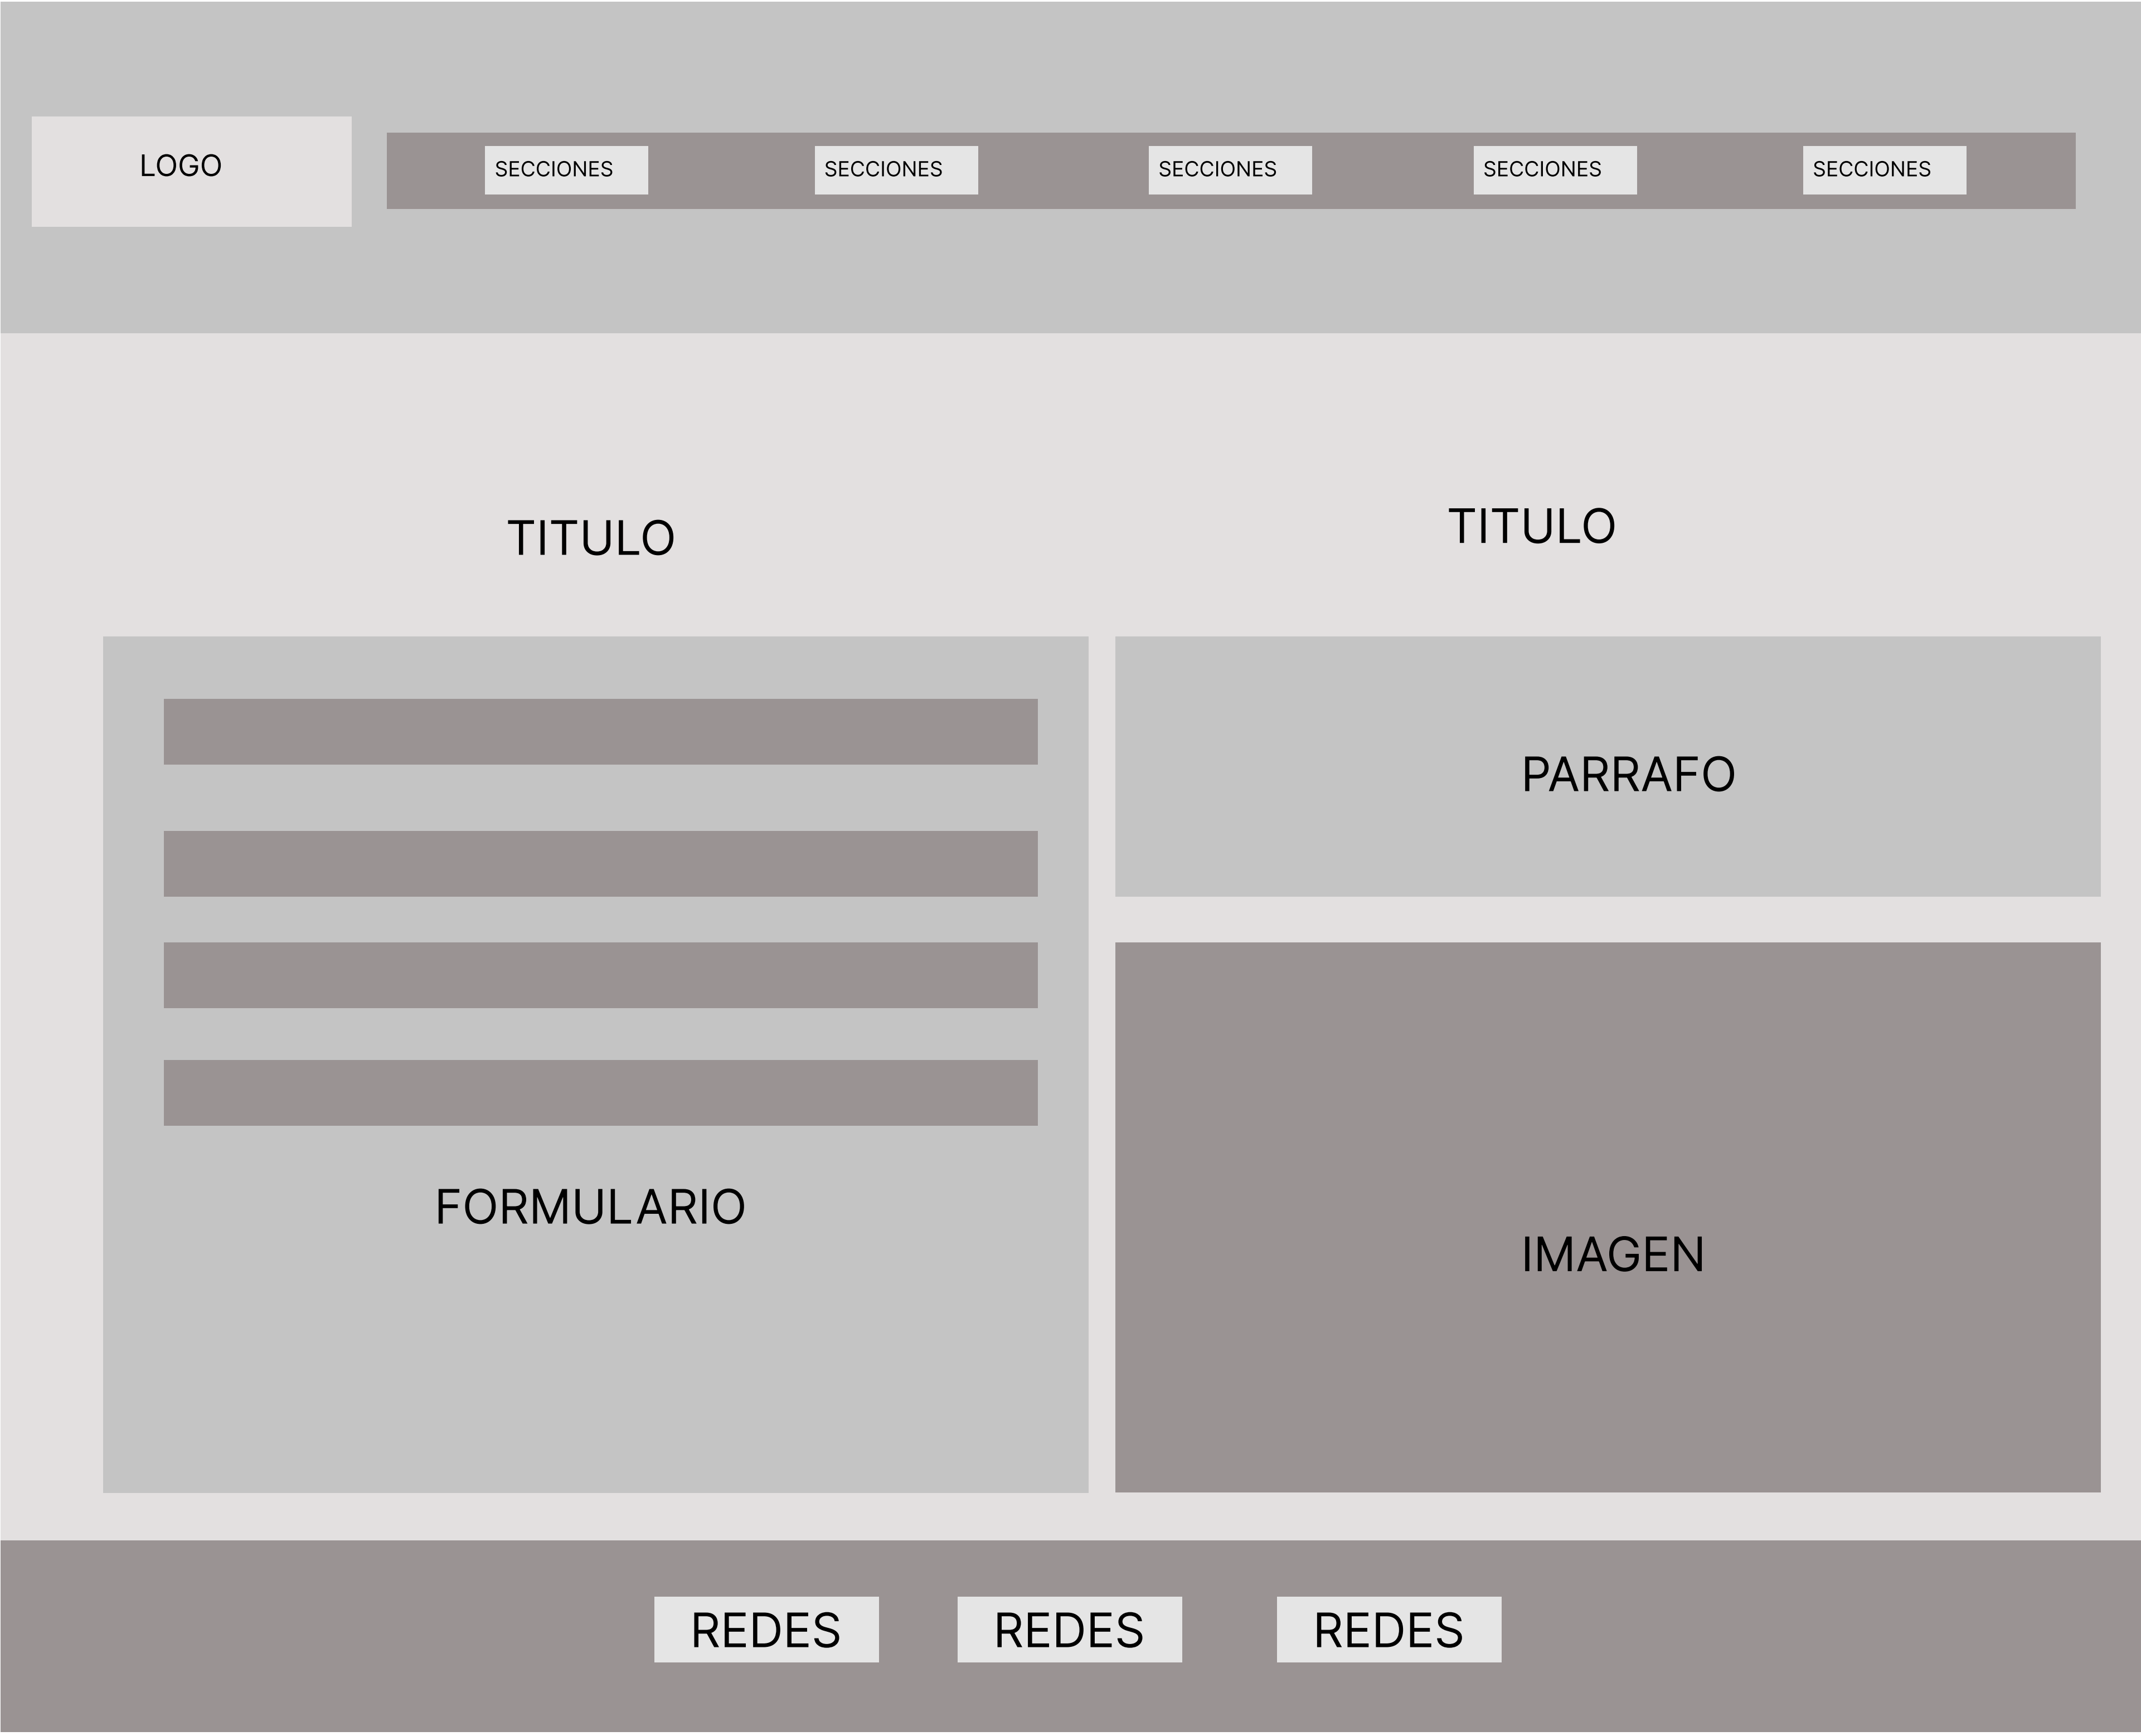 LOGO
SECCIONES
SECCIONES
SECCIONES
SECCIONES
SECCIONES
TITULO
TITULO
PARRAFO
FORMULARIO
IMAGEN
REDES
REDES
REDES